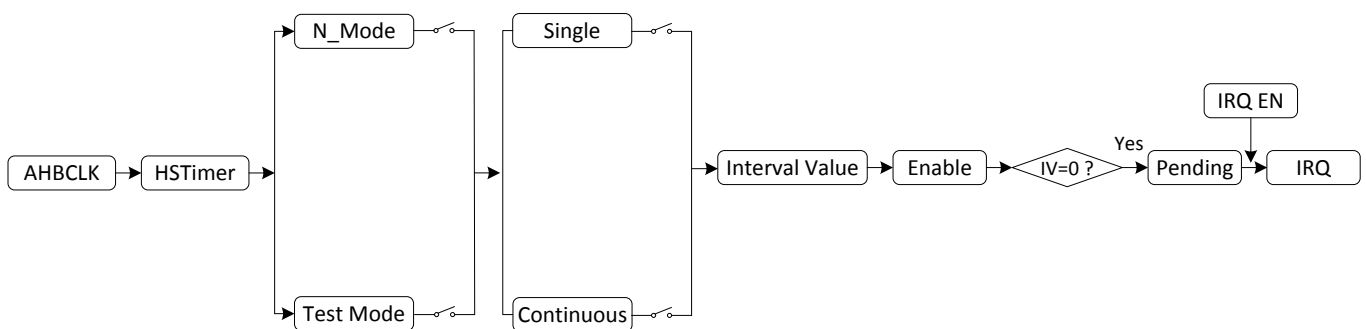 N_Mode
Single
IRQ EN
Yes
AHBCLK
HSTimer
Interval Value
Enable
IV=0 ?
Pending
IRQ
Test Mode
Continuous